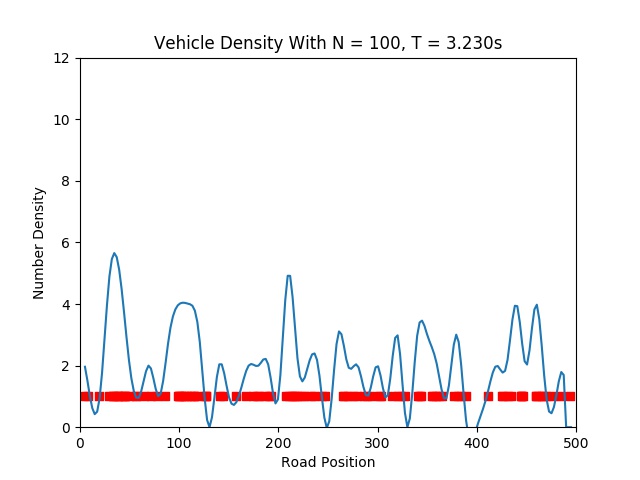 Vehicle Density With N = 100, T = 3.230s
12
10
8
6
4
2
0
Number Density
0 100 200 300 400 500
Road Position